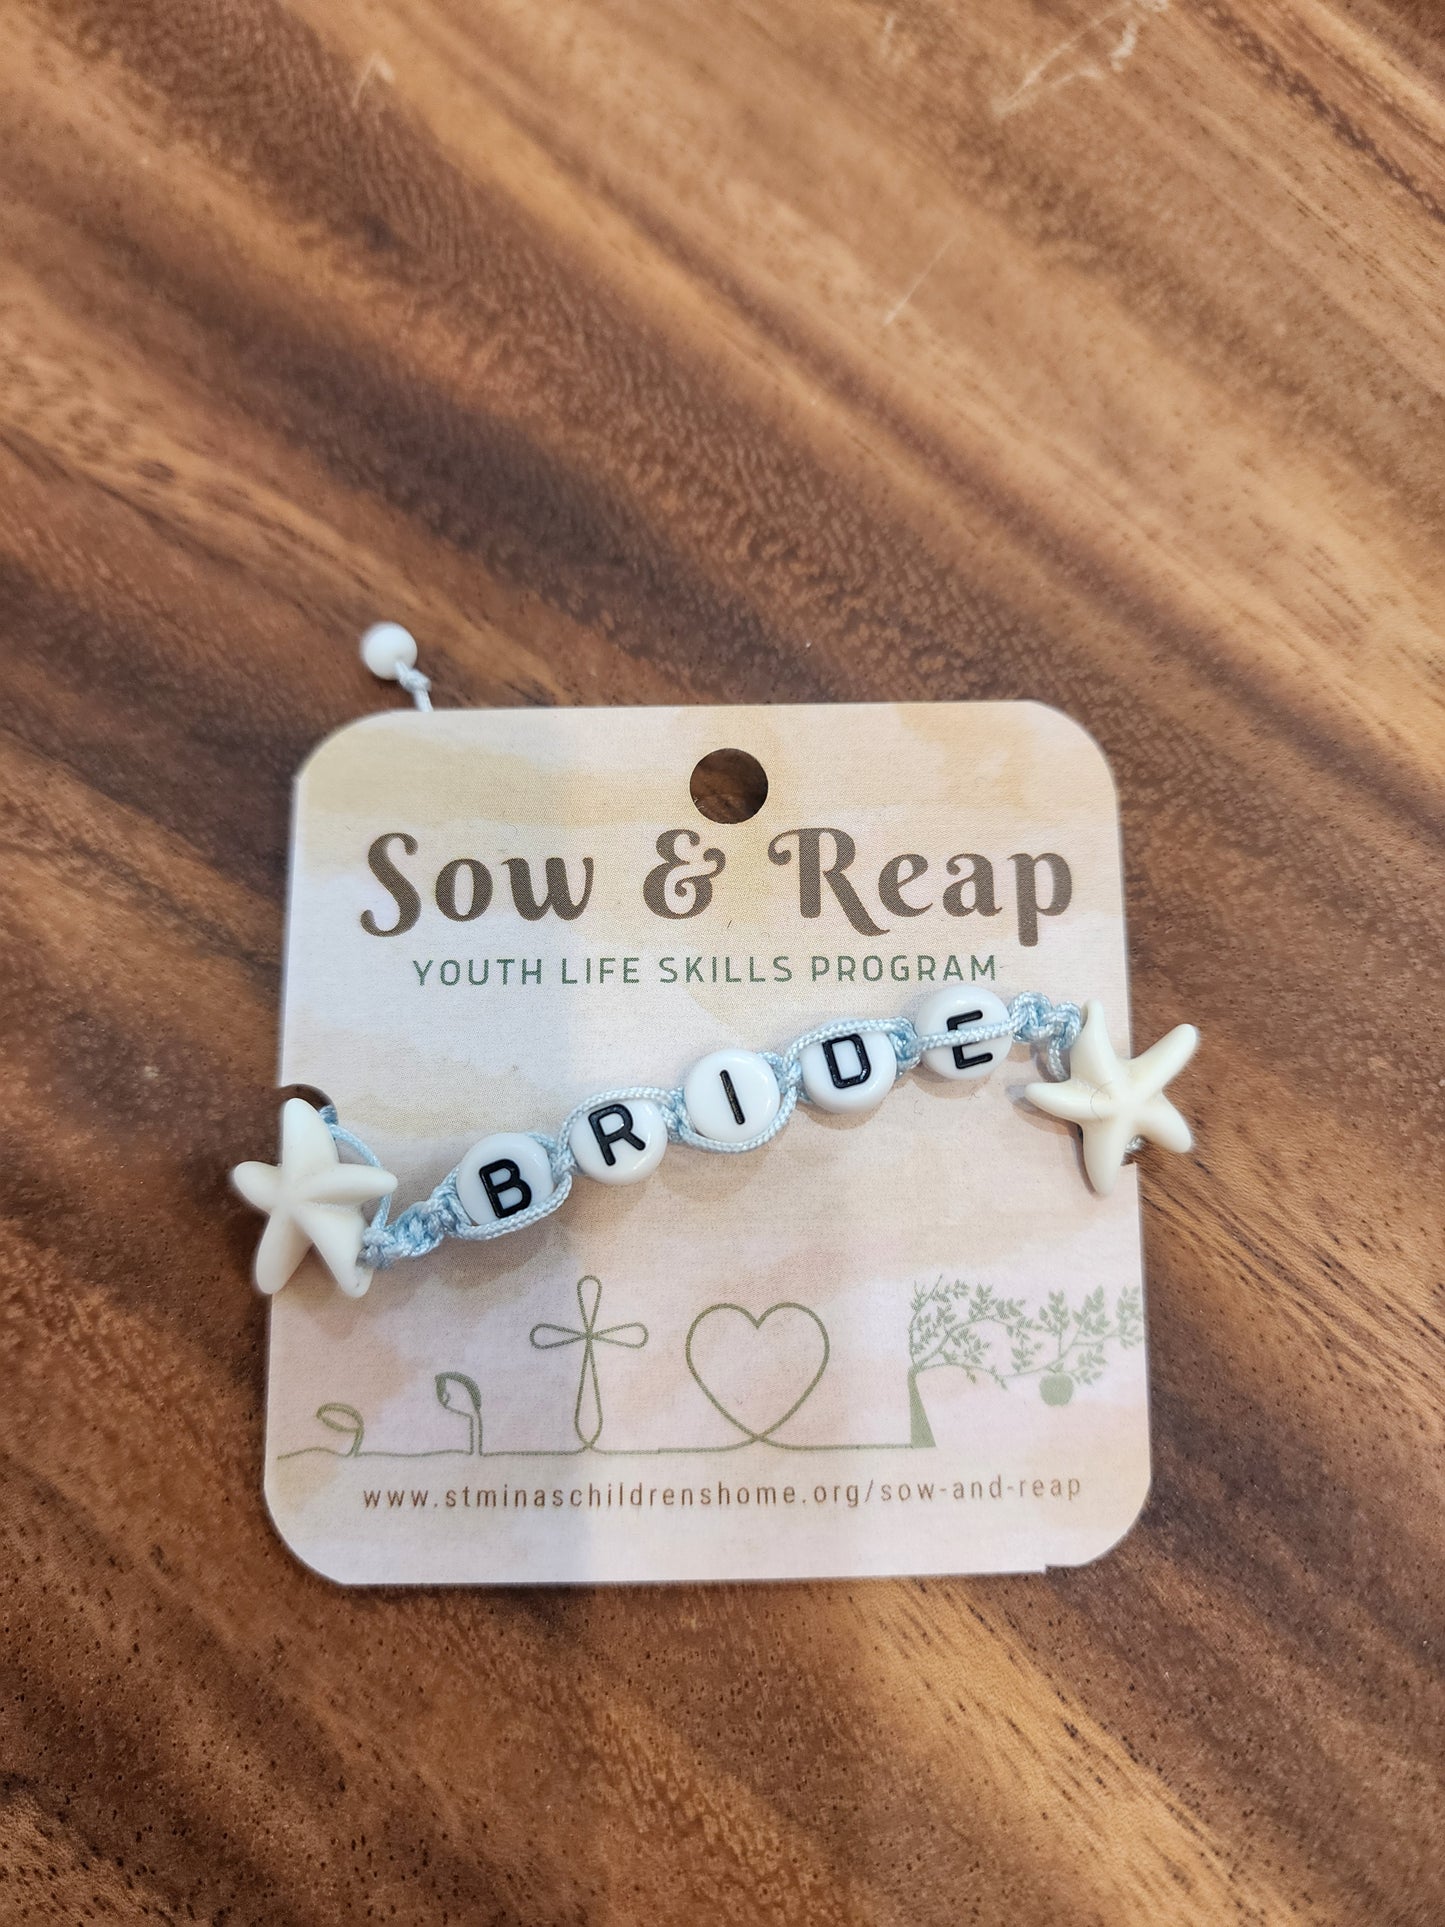 Sow & Reap
YOUTH LIFE SKILLS PROGRAM
BRIDE
www.stminaschildrenshome.org/sow-and-reap